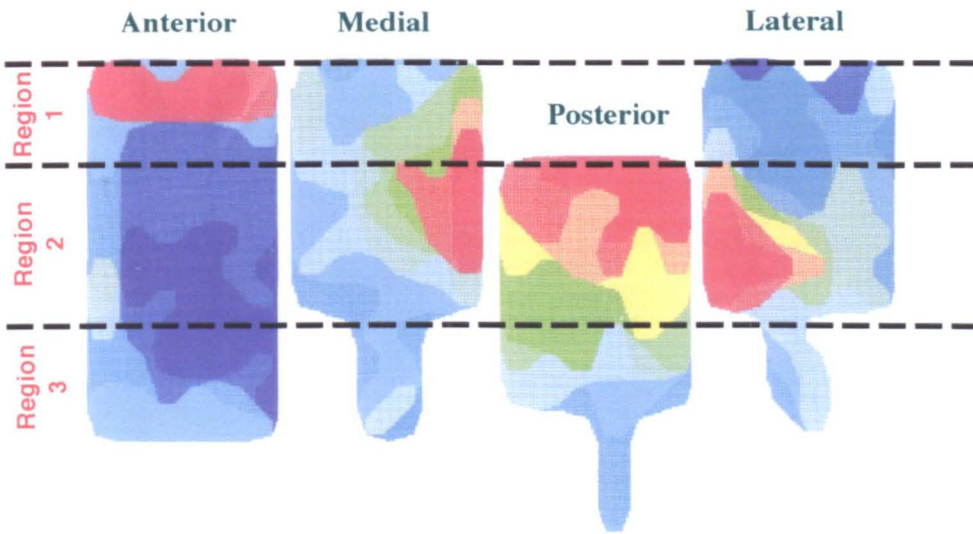 Anterior
Medial
Lateral
Posterior
Region
1
Region
2
Region
3